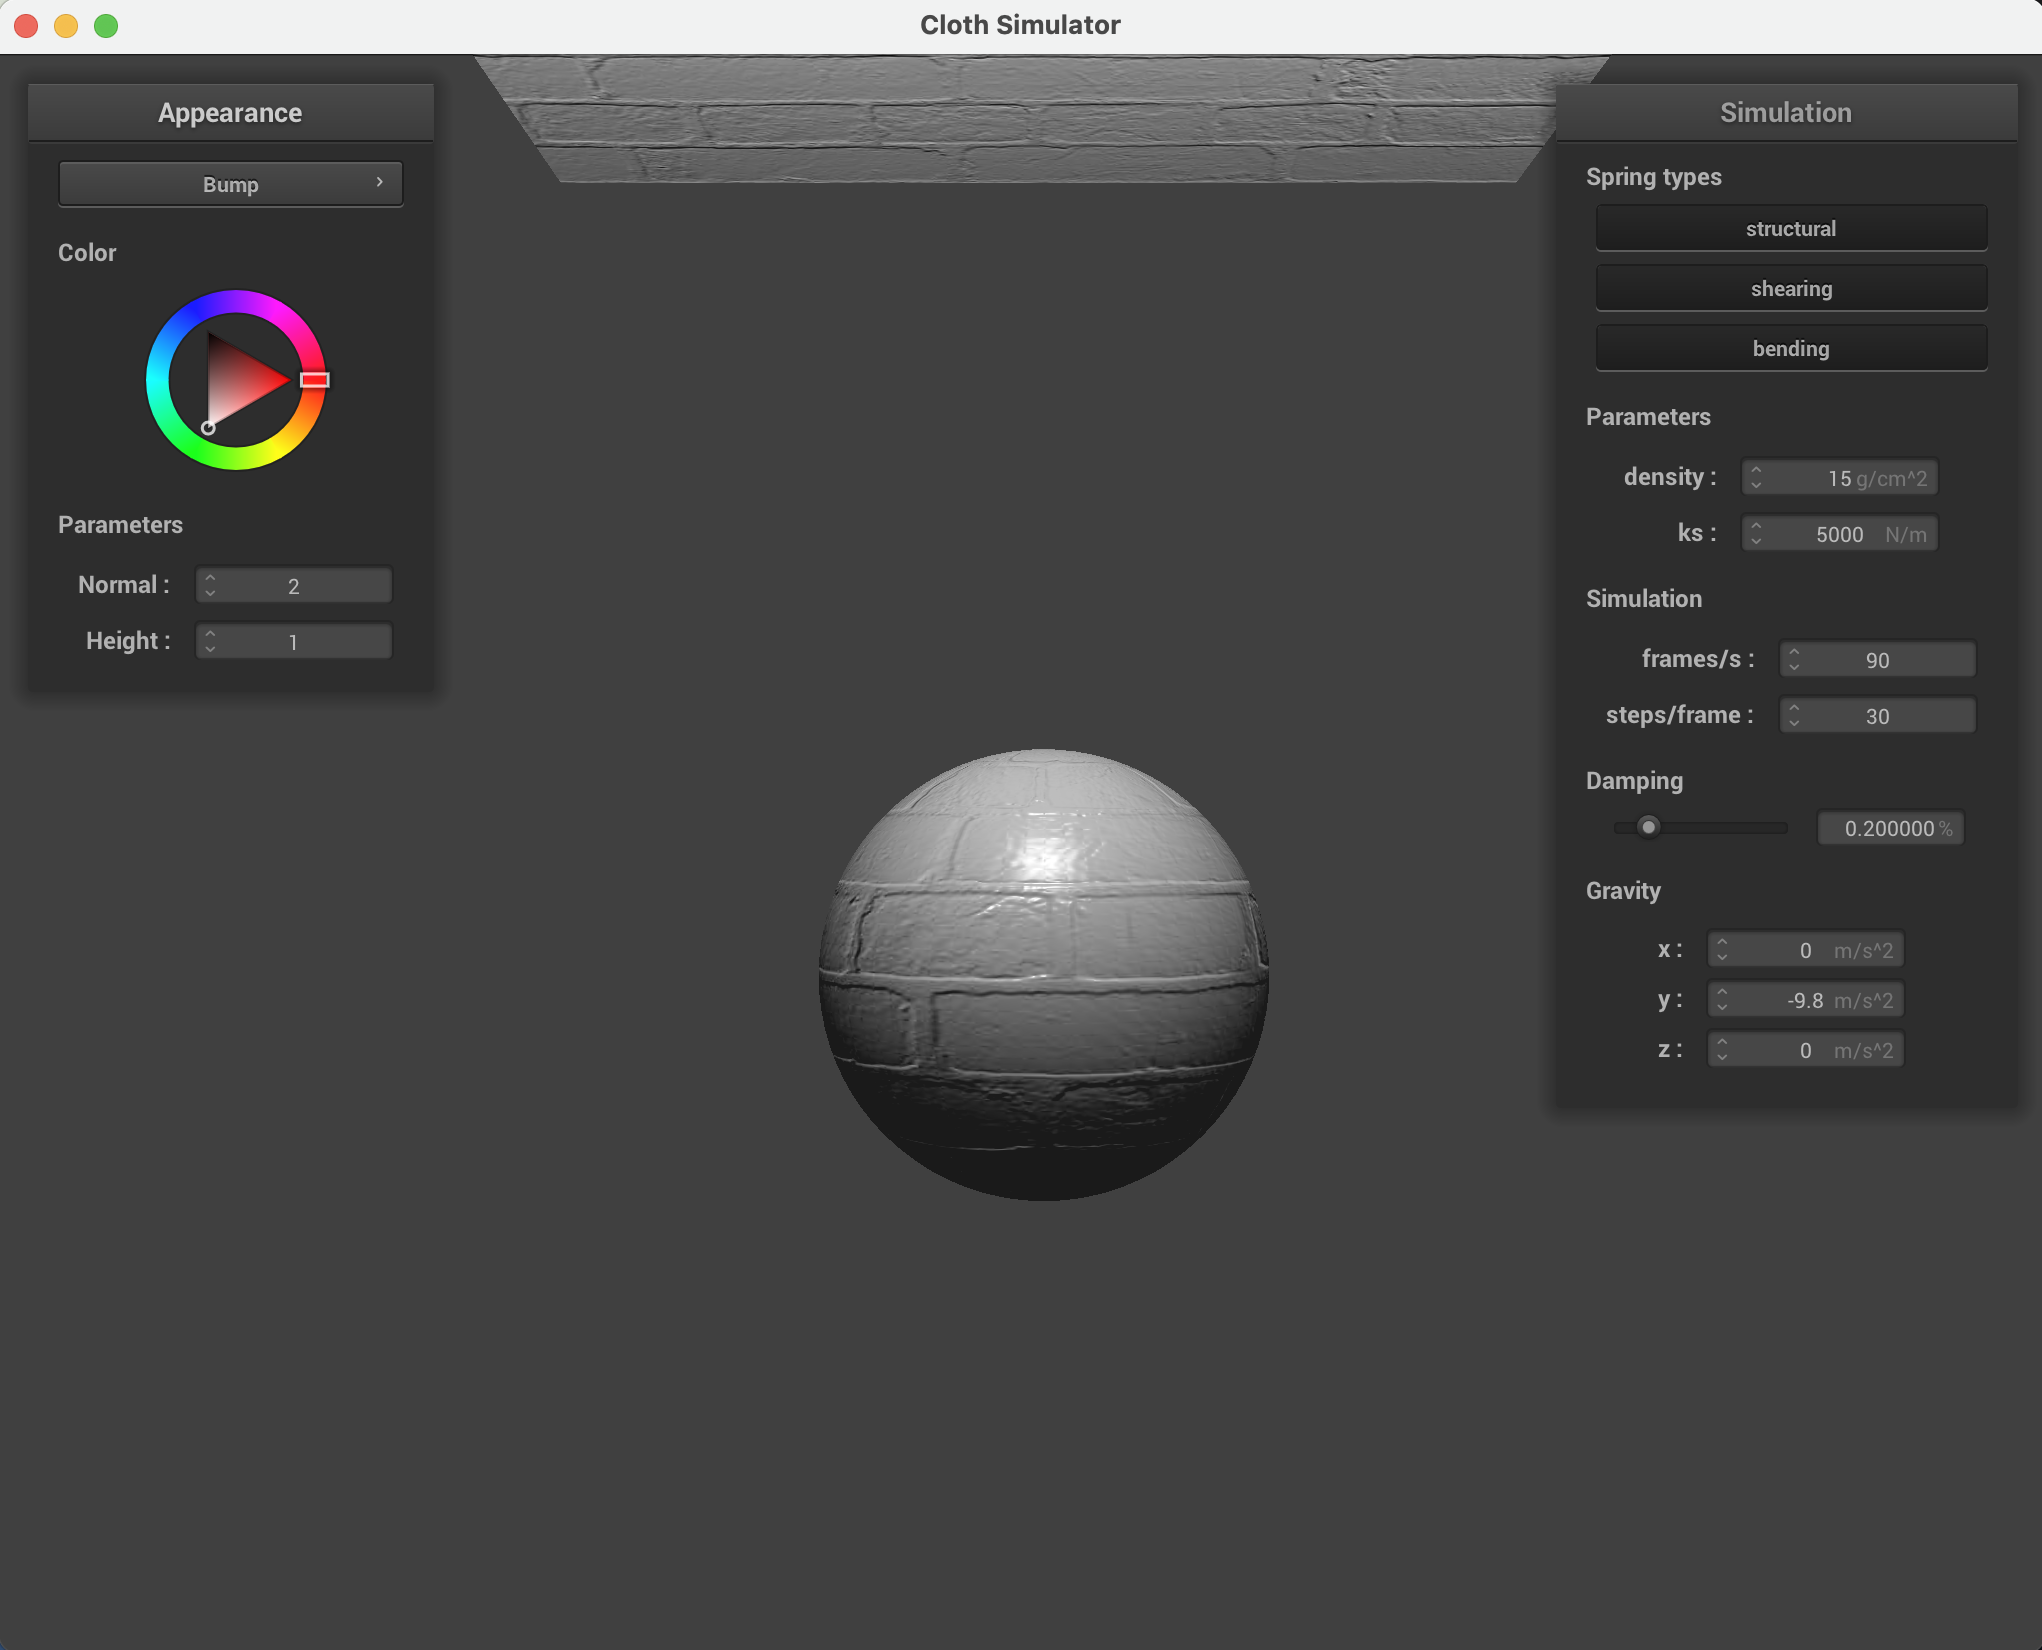 Cloth Simulator
Appearance
Bump
Color
Parameters
Normal : 2
Height : 1
Simulation
Spring types
structural
shearing
bending
Parameters
density : 15 g/cm^2
ks : 5000 N/m
Simulation
frames/s : 90
steps/frame : 30
Damping
0.200000 %
Gravity
x : 0 m/s^2
y : -9.8 m/s^2
z : 0 m/s^2